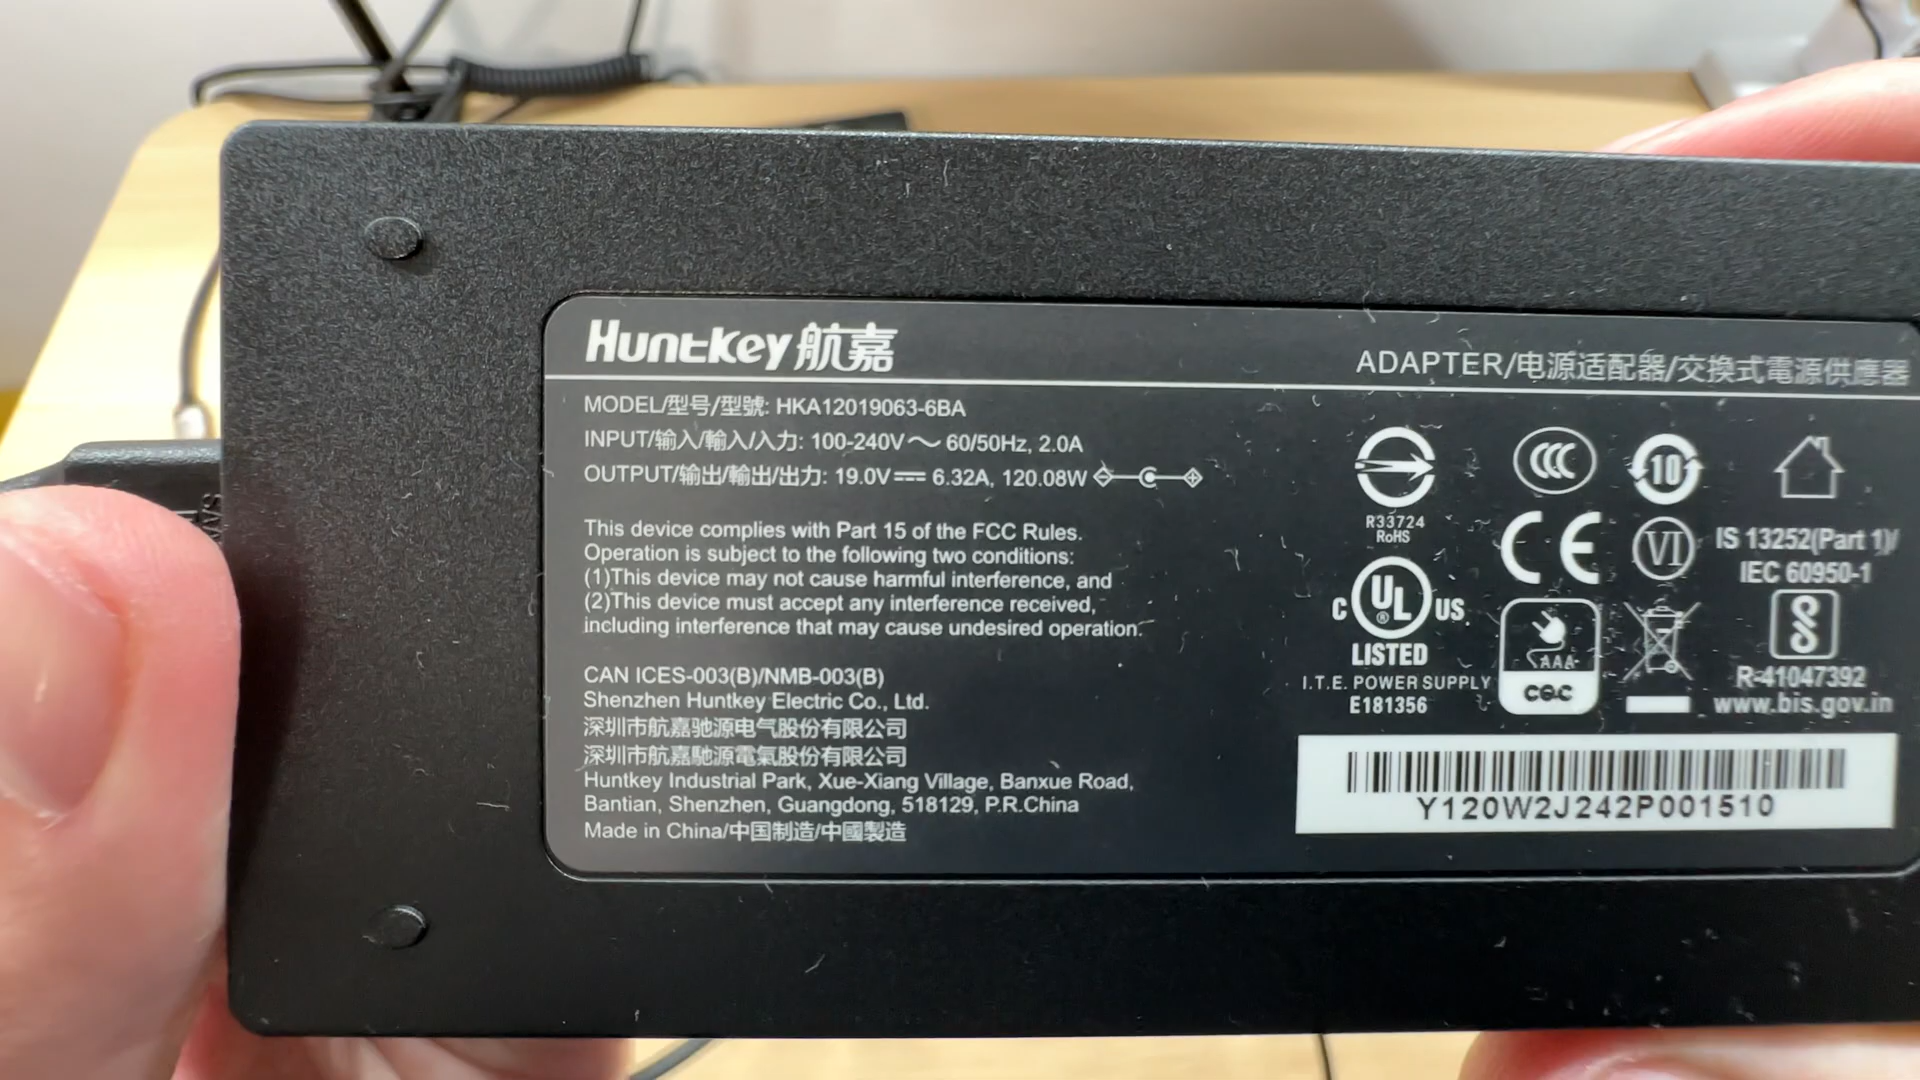 Huntkey 航嘉
ADAPTER/电源适配器/交換式電源供應器
MODEL/型号/型號: HKA12019063-6BA
INPUT/输入/輸入/入力: 100-240V～ 60/50Hz, 2.0A
OUTPUT/输出/輸出/出力: 19.0V⎓ 6.32A, 120.08W
This device complies with Part 15 of the FCC Rules.
Operation is subject to the following two conditions:
(1)This device may not cause harmful interference, and
(2)This device must accept any interference received,
including interference that may cause undesired operation.
CAN ICES-003(B)/NMB-003(B)
Shenzhen Huntkey Electric Co., Ltd.
深圳市航嘉驰源电气股份有限公司
深圳市航嘉馳源電氣股份有限公司
Huntkey Industrial Park, Xue-Xiang Village, Banxue Road,
Bantian, Shenzhen, Guangdong, 518129, P.R.China
Made in China/中国制造/中國製造
R33724
RoHS
CCC
10
CE
VI
IS 13252(Part 1)/
IEC 60950-1
C UL ® US
LISTED
I.T.E. POWER SUPPLY
E181356
AAA
CQC
R-41047392
www.bis.gov.in
Y120W2J242P001510